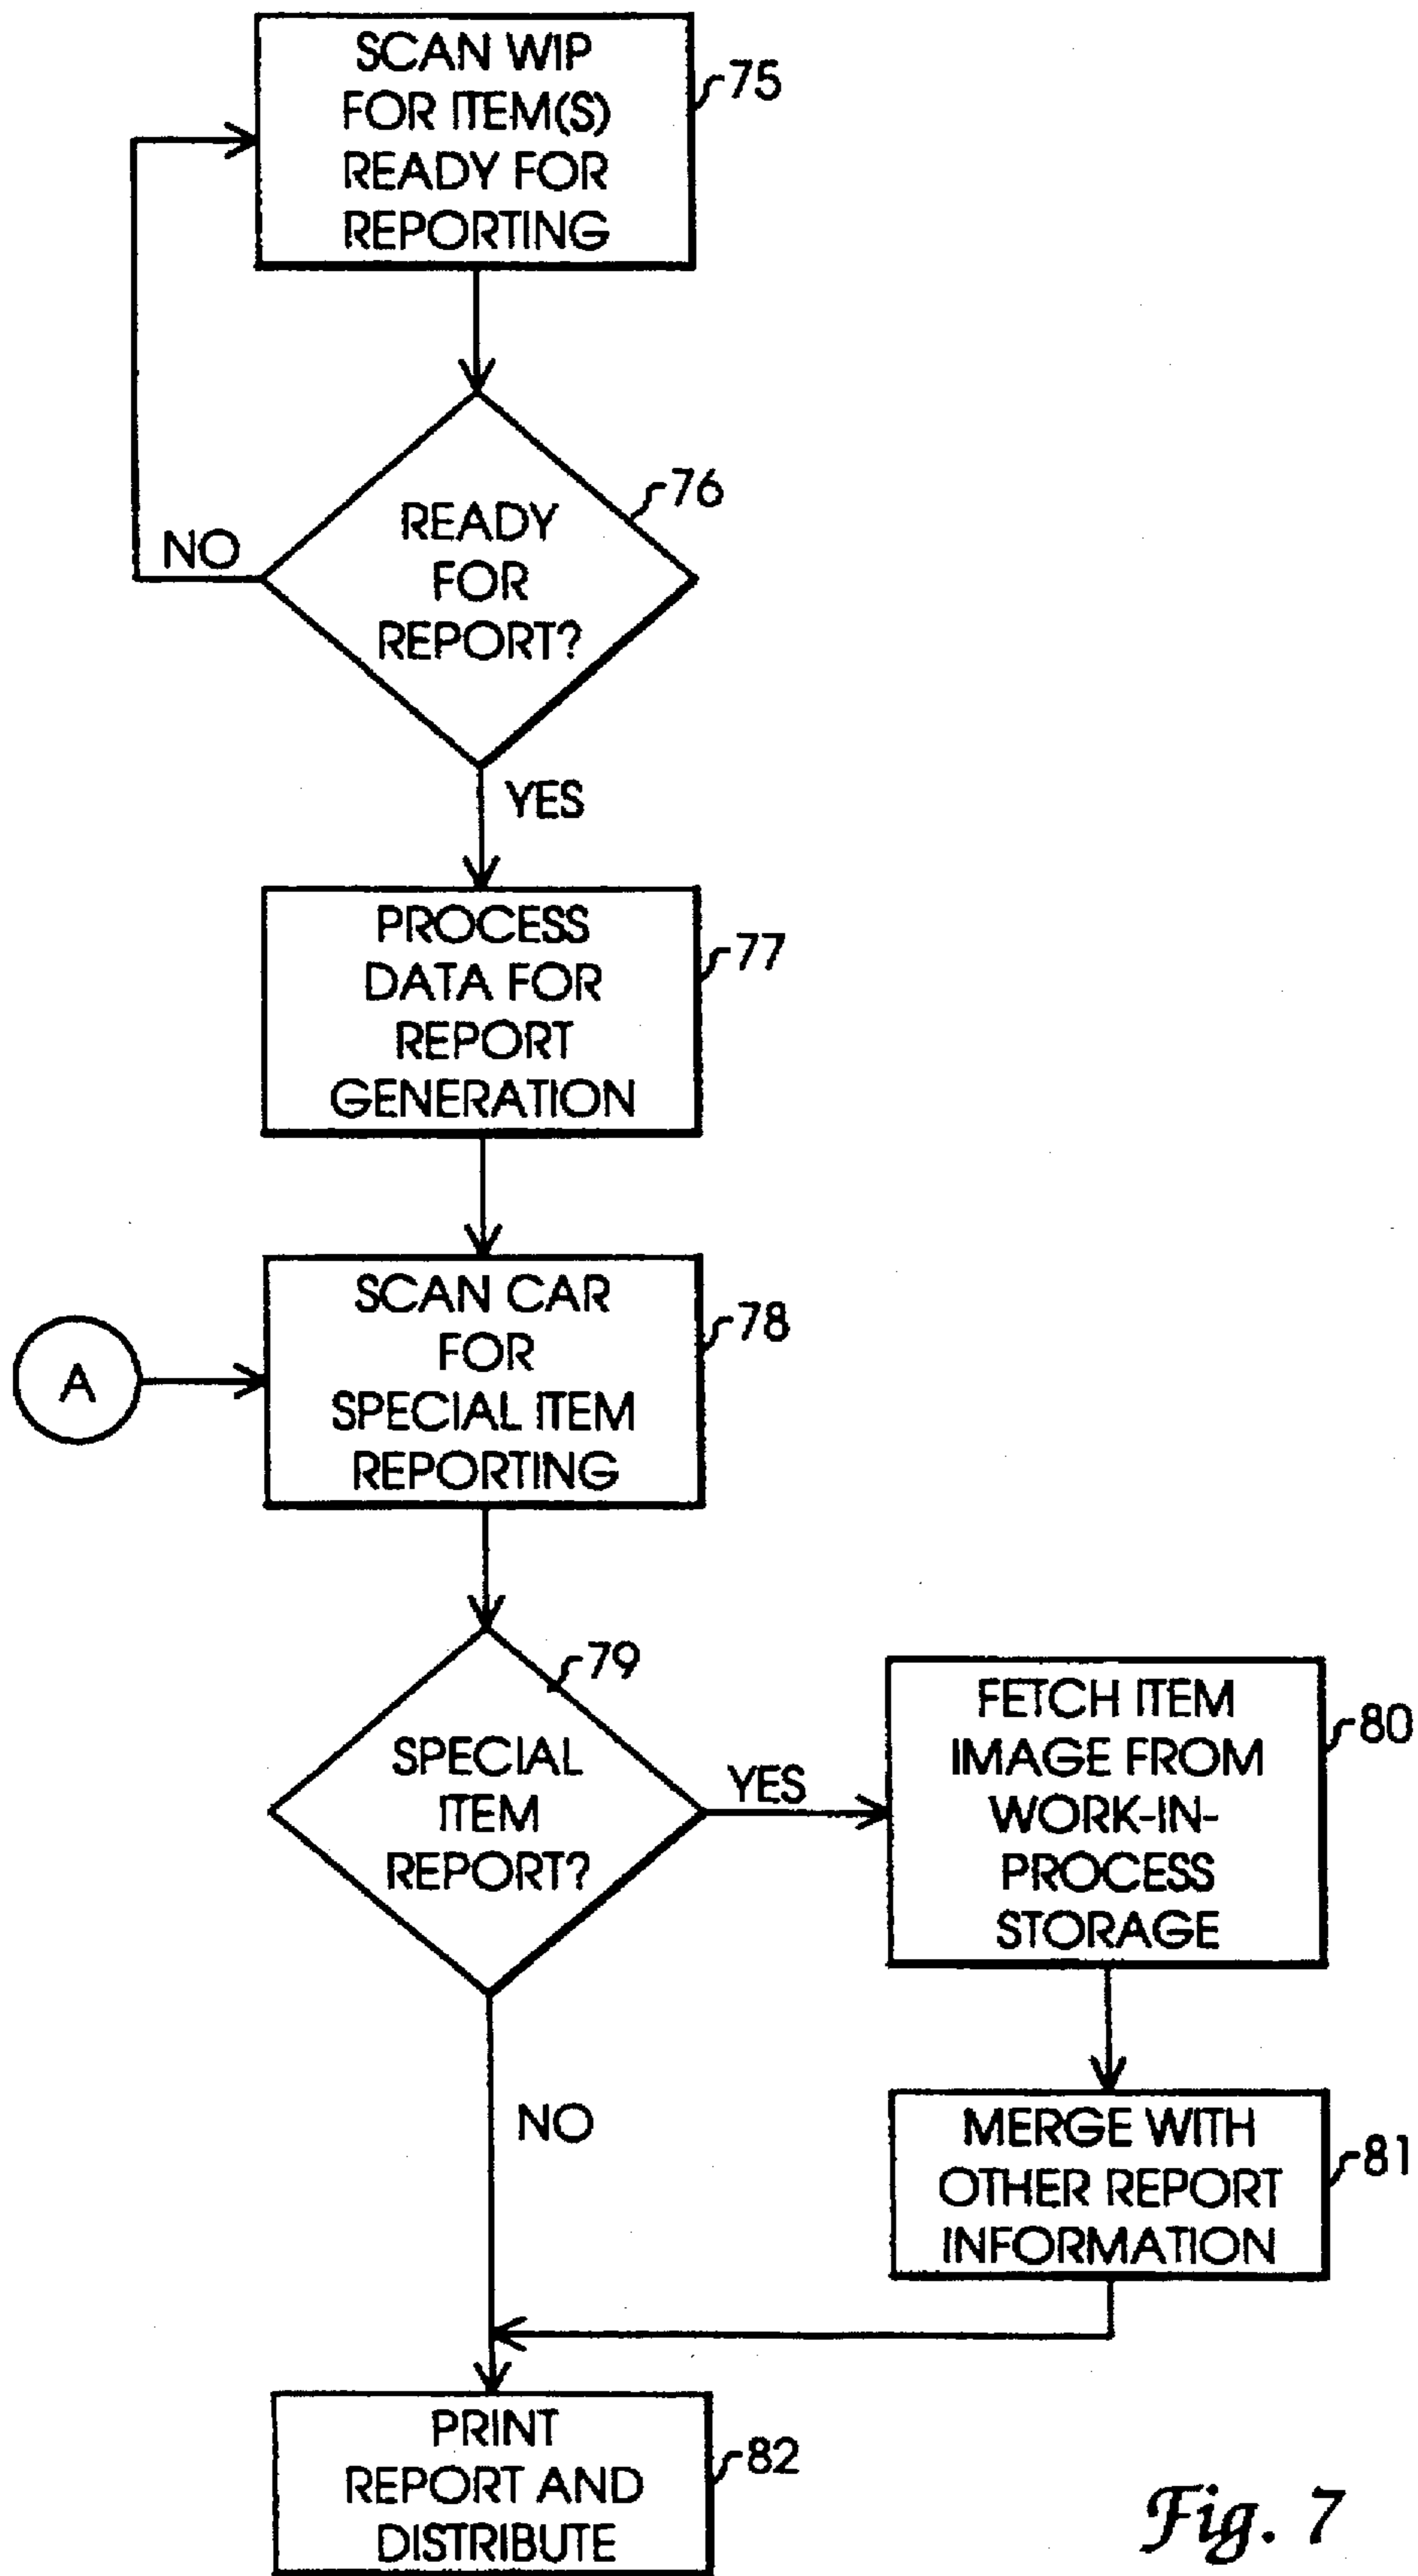 SCAN WIP
FOR ITEM(S)
READY FOR
REPORTING
75
READY
FOR
REPORT?
76
NO
YES
PROCESS
DATA FOR
REPORT
GENERATION
77
A
SCAN CAR
FOR
SPECIAL ITEM
REPORTING
78
SPECIAL
ITEM
REPORT?
79
YES
FETCH ITEM
IMAGE FROM
WORK-IN-
PROCESS
STORAGE
80
NO
MERGE WITH
OTHER REPORT
INFORMATION
81
PRINT
REPORT AND
DISTRIBUTE
82
Fig. 7